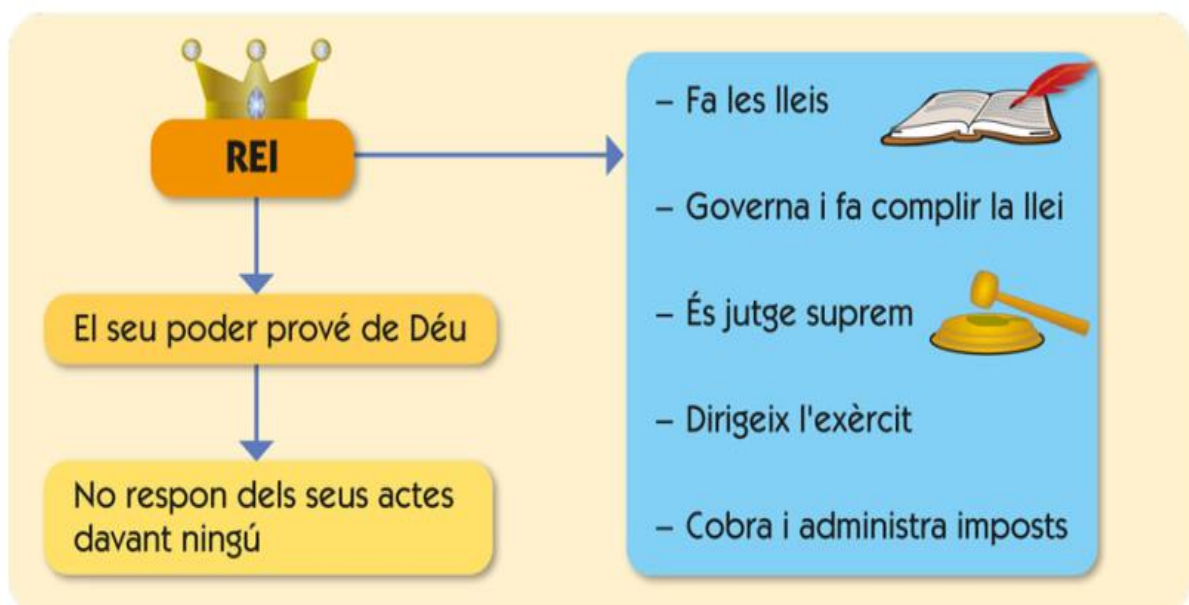 REI
El seu poder prové de Déu
No respon dels seus actes
davant ningú
– Fa les lleis
– Governa i fa complir la llei
– És jutge suprem
– Dirigeix l'exèrcit
– Cobra i administra imposts